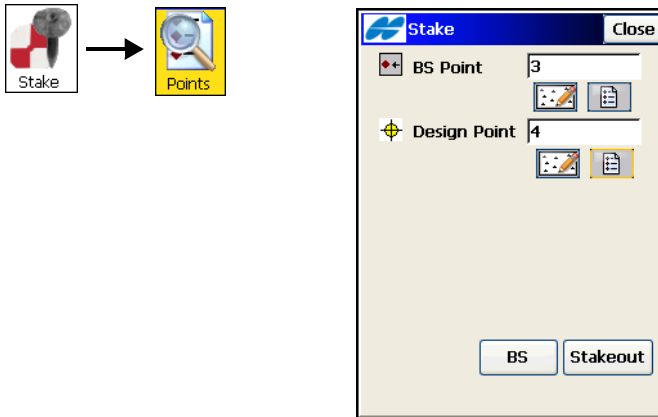 Stake
Points
Stake Close
BS Point 3
Design Point 4
BS Stakeout